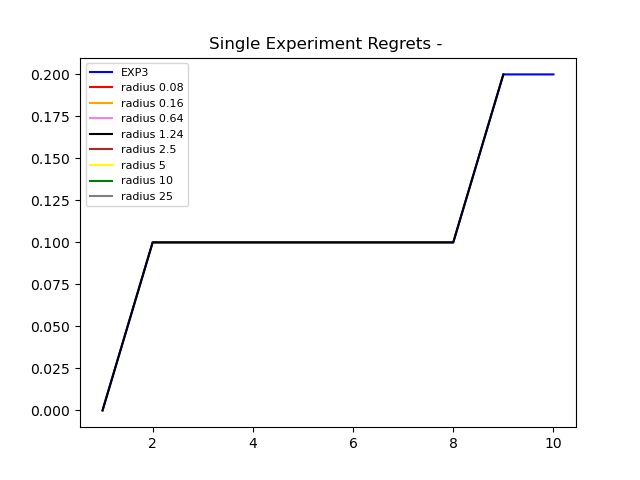 Single Experiment Regrets -
0.200
0.175
0.150
0.125
0.100
0.075
0.050
0.025
0.000
EXP3
radius 0.08
radius 0.16
radius 0.64
radius 1.24
radius 2.5
radius 5
radius 10
radius 25
2
4
6
8
10